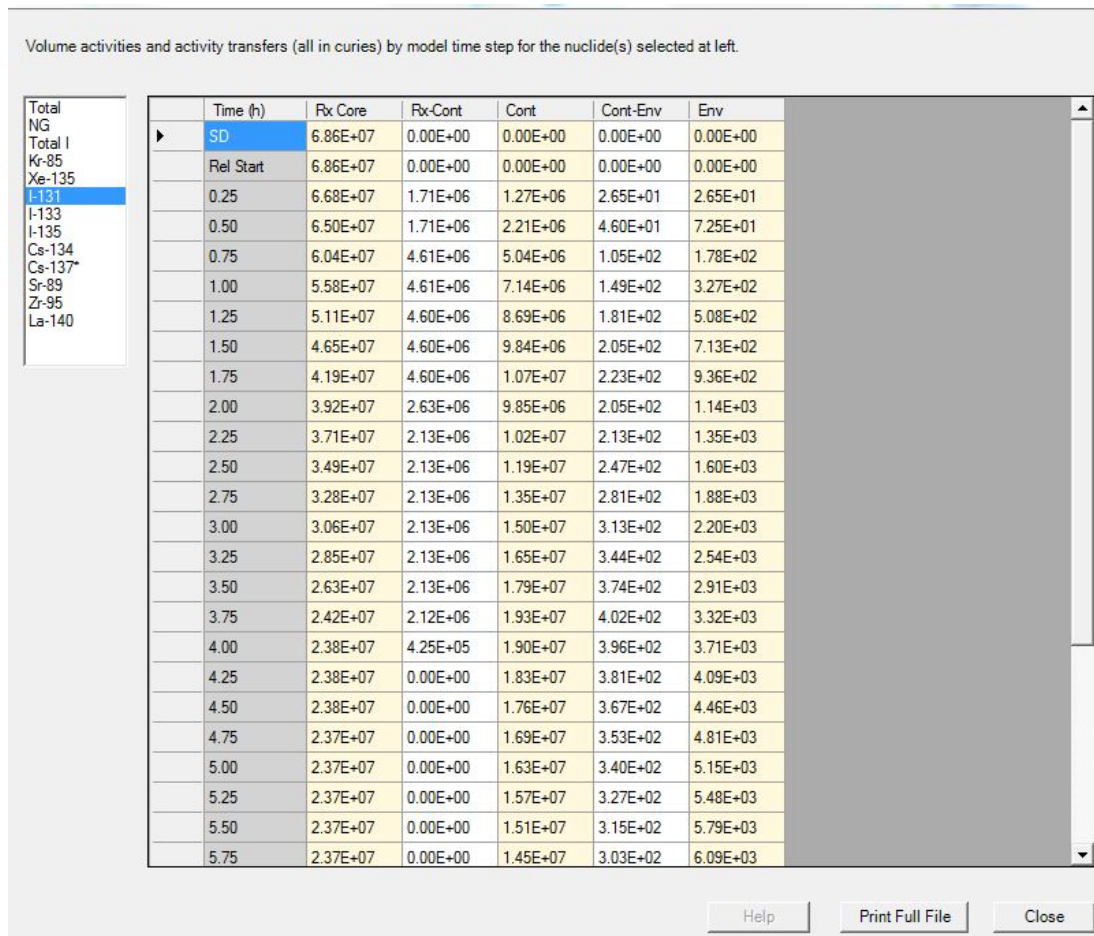 Volume activities and activity transfers (all in curies) by model time step for the nuclide(s) selected at left.
Total
NG
Total I
Kr-85
Xe-135
I-131
I-133
I-135
Cs-134
Cs-137*
Sr-89
Zr-95
La-140
Time (h) Rx Core Rx-Cont Cont Cont-Env Env
SD 6.86E+07 0.00E+00 0.00E+00 0.00E+00 0.00E+00
Rel Start 6.86E+07 0.00E+00 0.00E+00 0.00E+00 0.00E+00
0.25 6.68E+07 1.71E+06 1.27E+06 2.65E+01 2.65E+01
0.50 6.50E+07 1.71E+06 2.21E+06 4.60E+01 7.25E+01
0.75 6.04E+07 4.61E+06 5.04E+06 1.05E+02 1.78E+02
1.00 5.58E+07 4.61E+06 7.14E+06 1.49E+02 3.27E+02
1.25 5.11E+07 4.60E+06 8.69E+06 1.81E+02 5.08E+02
1.50 4.65E+07 4.60E+06 9.84E+06 2.05E+02 7.13E+02
1.75 4.19E+07 4.60E+06 1.07E+07 2.23E+02 9.36E+02
2.00 3.92E+07 2.63E+06 9.85E+06 2.05E+02 1.14E+03
2.25 3.71E+07 2.13E+06 1.02E+07 2.13E+02 1.35E+03
2.50 3.49E+07 2.13E+06 1.19E+07 2.47E+02 1.60E+03
2.75 3.28E+07 2.13E+06 1.35E+07 2.81E+02 1.88E+03
3.00 3.06E+07 2.13E+06 1.50E+07 3.13E+02 2.20E+03
3.25 2.85E+07 2.13E+06 1.65E+07 3.44E+02 2.54E+03
3.50 2.63E+07 2.13E+06 1.79E+07 3.74E+02 2.91E+03
3.75 2.42E+07 2.12E+06 1.93E+07 4.02E+02 3.32E+03
4.00 2.38E+07 4.25E+05 1.90E+07 3.96E+02 3.71E+03
4.25 2.38E+07 0.00E+00 1.83E+07 3.81E+02 4.09E+03
4.50 2.38E+07 0.00E+00 1.76E+07 3.67E+02 4.46E+03
4.75 2.37E+07 0.00E+00 1.69E+07 3.53E+02 4.81E+03
5.00 2.37E+07 0.00E+00 1.63E+07 3.40E+02 5.15E+03
5.25 2.37E+07 0.00E+00 1.57E+07 3.27E+02 5.48E+03
5.50 2.37E+07 0.00E+00 1.51E+07 3.15E+02 5.79E+03
5.75 2.37E+07 0.00E+00 1.45E+07 3.03E+02 6.09E+03
Help Print Full File Close